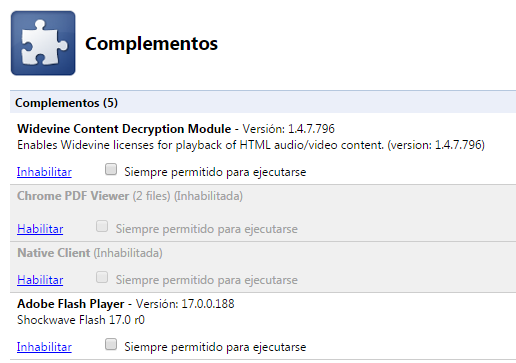 Complementos
Complementos (5)
Widevine Content Decryption Module - Versión: 1.4.7.796
Enables Widevine licenses for playback of HTML audio/video content. (version: 1.4.7.796)
Inhabilitar Siempre permitido para ejecutarse
Chrome PDF Viewer (2 files) (Inhabilitada)
Habilitar Siempre permitido para ejecutarse
Native Client (Inhabilitada)
Habilitar Siempre permitido para ejecutarse
Adobe Flash Player - Versión: 17.0.0.188
Shockwave Flash 17.0 r0
Inhabilitar Siempre permitido para ejecutarse